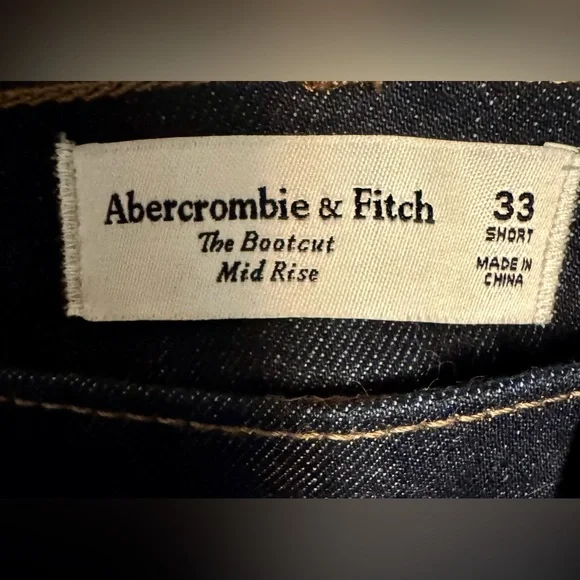 Abercrombie & Fitch
The Bootcut
Mid Rise
33
SHORT
MADE IN
CHINA